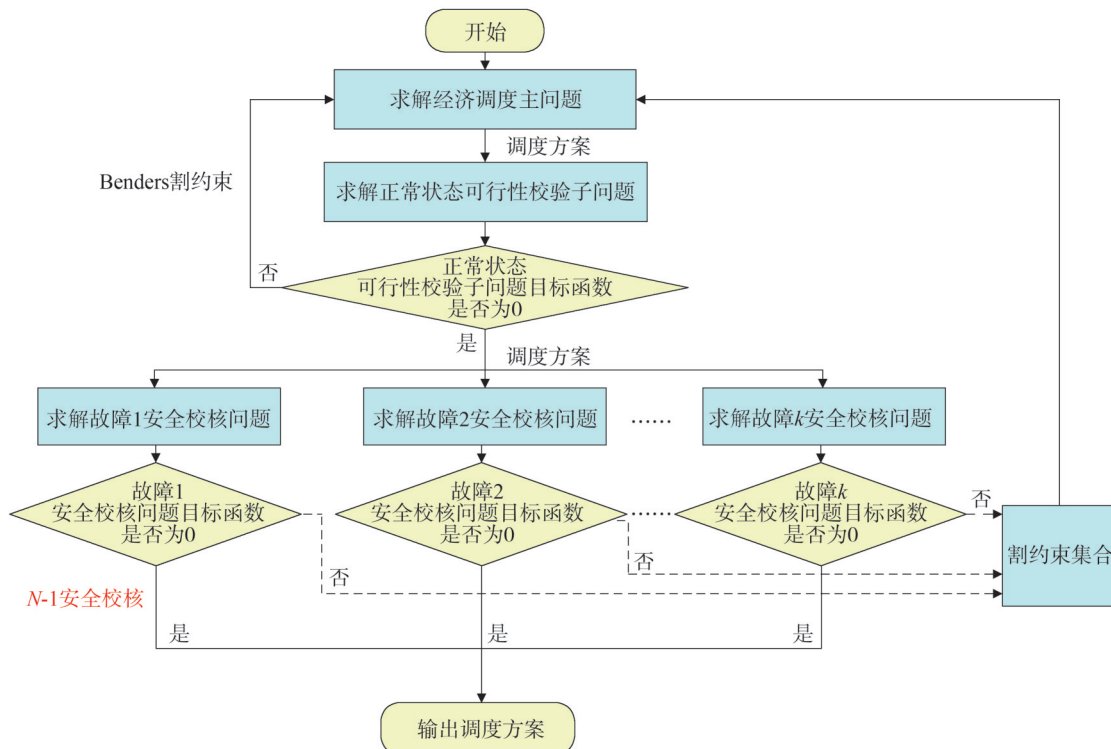 开始
求解经济调度主问题
调度方案
Benders割约束
求解正常状态可行性校验子问题
正常状态
可行性校验子问题目标函数
是否为0
否
是
调度方案
求解故障1安全校核问题
求解故障2安全校核问题
……
求解故障k安全校核问题
故障1
安全校核问题目标函数
是否为0
故障2
安全校核问题目标函数
是否为0
……
故障k
安全校核问题目标函数
是否为0
否
否
否
割约束集合
N-1安全校核
是
是
是
输出调度方案